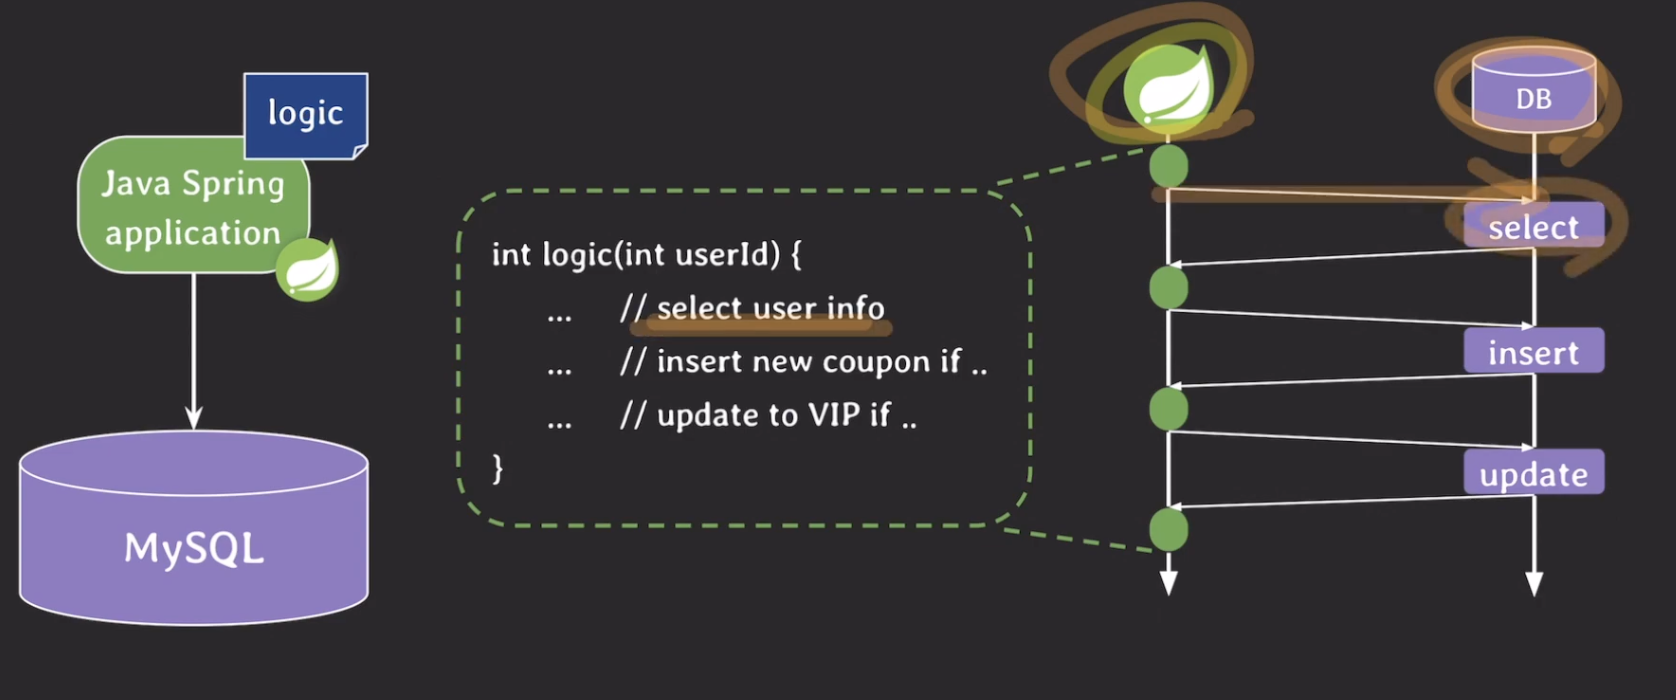 logic
Java Spring
application
MySQL
int logic(int userId) {
... // select user info
... // insert new coupon if ..
... // update to VIP if ..
}
DB
select
insert
update